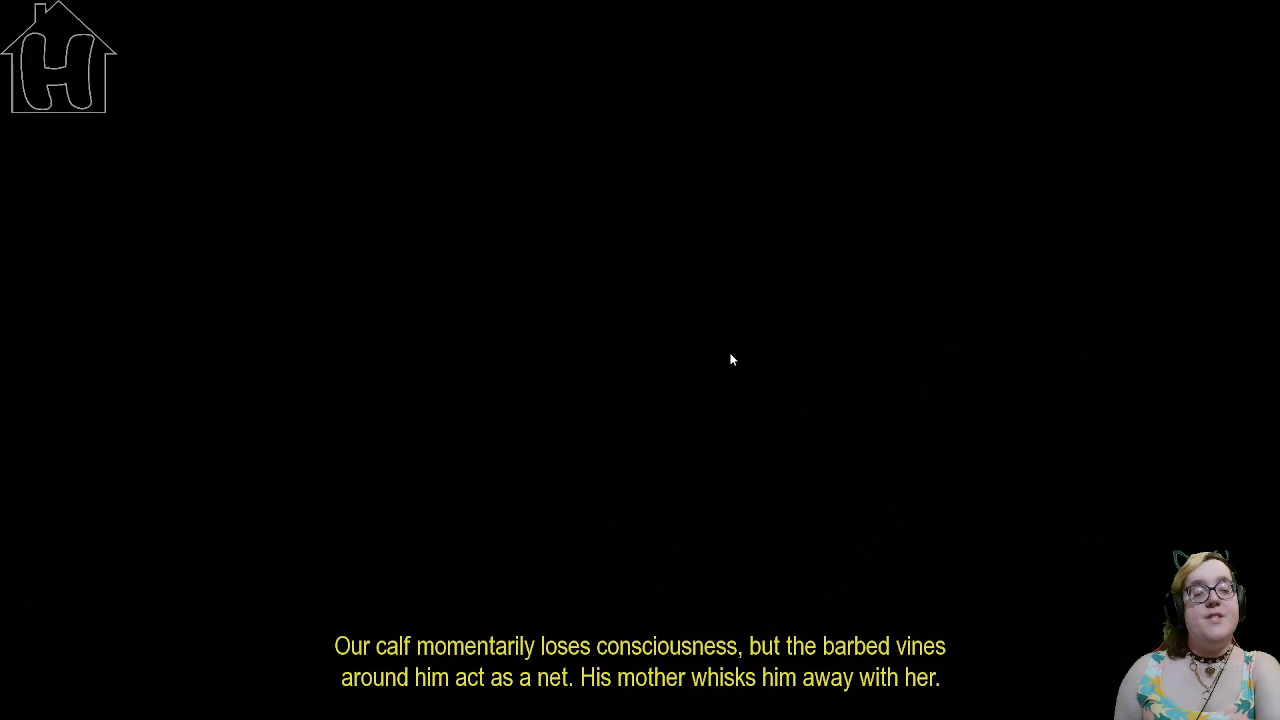 H
Our calf momentarily loses consciousness, but the barbed vines
around him act as a net. His mother whisks him away with her.